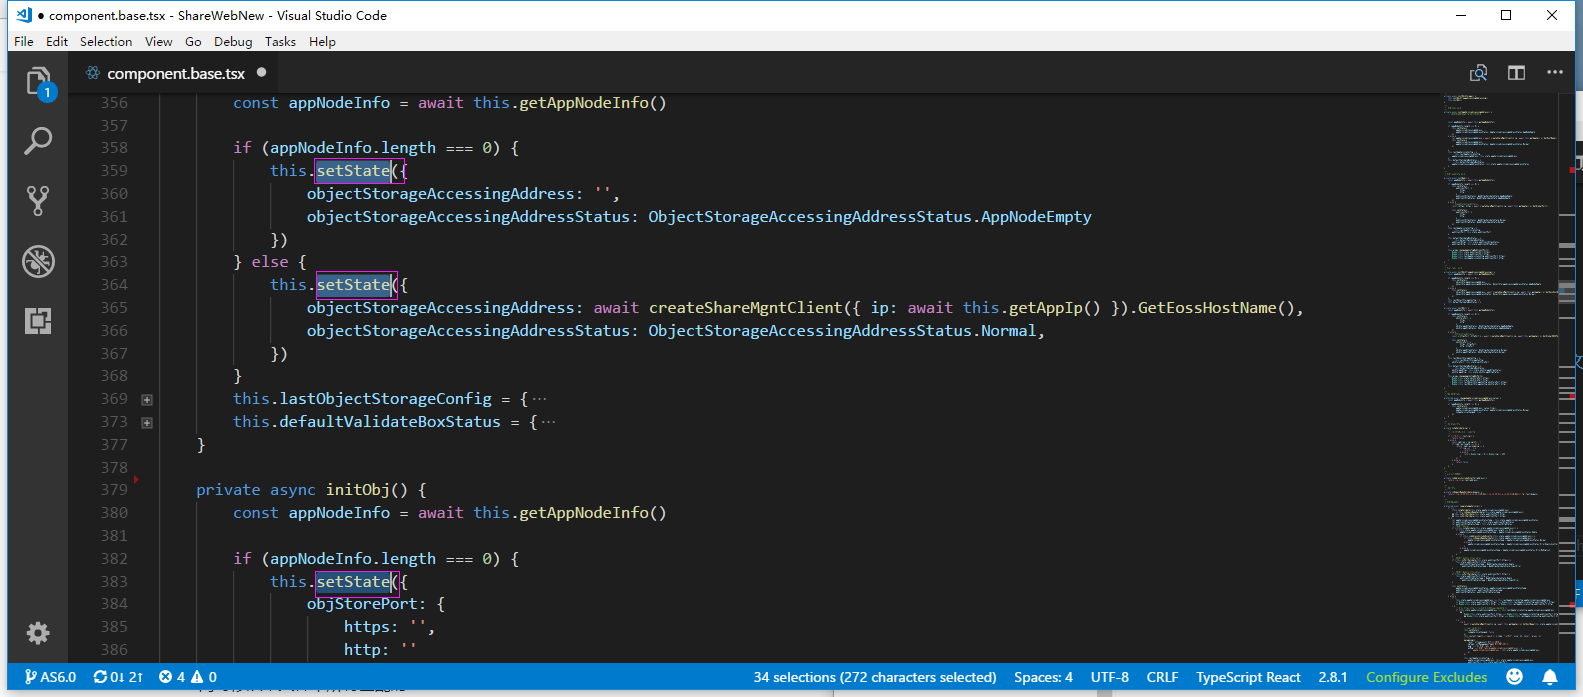 ● component.base.tsx - ShareWebNew - Visual Studio Code
File Edit Selection View Go Debug Tasks Help
1
component.base.tsx ●
356 const appNodeInfo = await this.getAppNodeInfo()
357
358 if (appNodeInfo.length === 0) {
359 this.setState({
360 objectStorageAccessingAddress: '',
361 objectStorageAccessingAddressStatus: ObjectStorageAccessingAddressStatus.AppNodeEmpty
362 })
363 } else {
364 this.setState({
365 objectStorageAccessingAddress: await createShareMgntClient({ ip: await this.getAppIp() }).GetEossHostName(),
366 objectStorageAccessingAddressStatus: ObjectStorageAccessingAddressStatus.Normal,
367 })
368 }
369 this.lastObjectStorageConfig = {···
373 this.defaultValidateBoxStatus = {···
377 }
378
379 private async initObj() {
380 const appNodeInfo = await this.getAppNodeInfo()
381
382 if (appNodeInfo.length === 0) {
383 this.setState({
384 objStorePort: {
385 https: '',
386 http: ''
AS6.0 0↓ 2↑ 4 0 34 selections (272 characters selected) Spaces: 4 UTF-8 CRLF TypeScript React 2.8.1 Configure Excludes